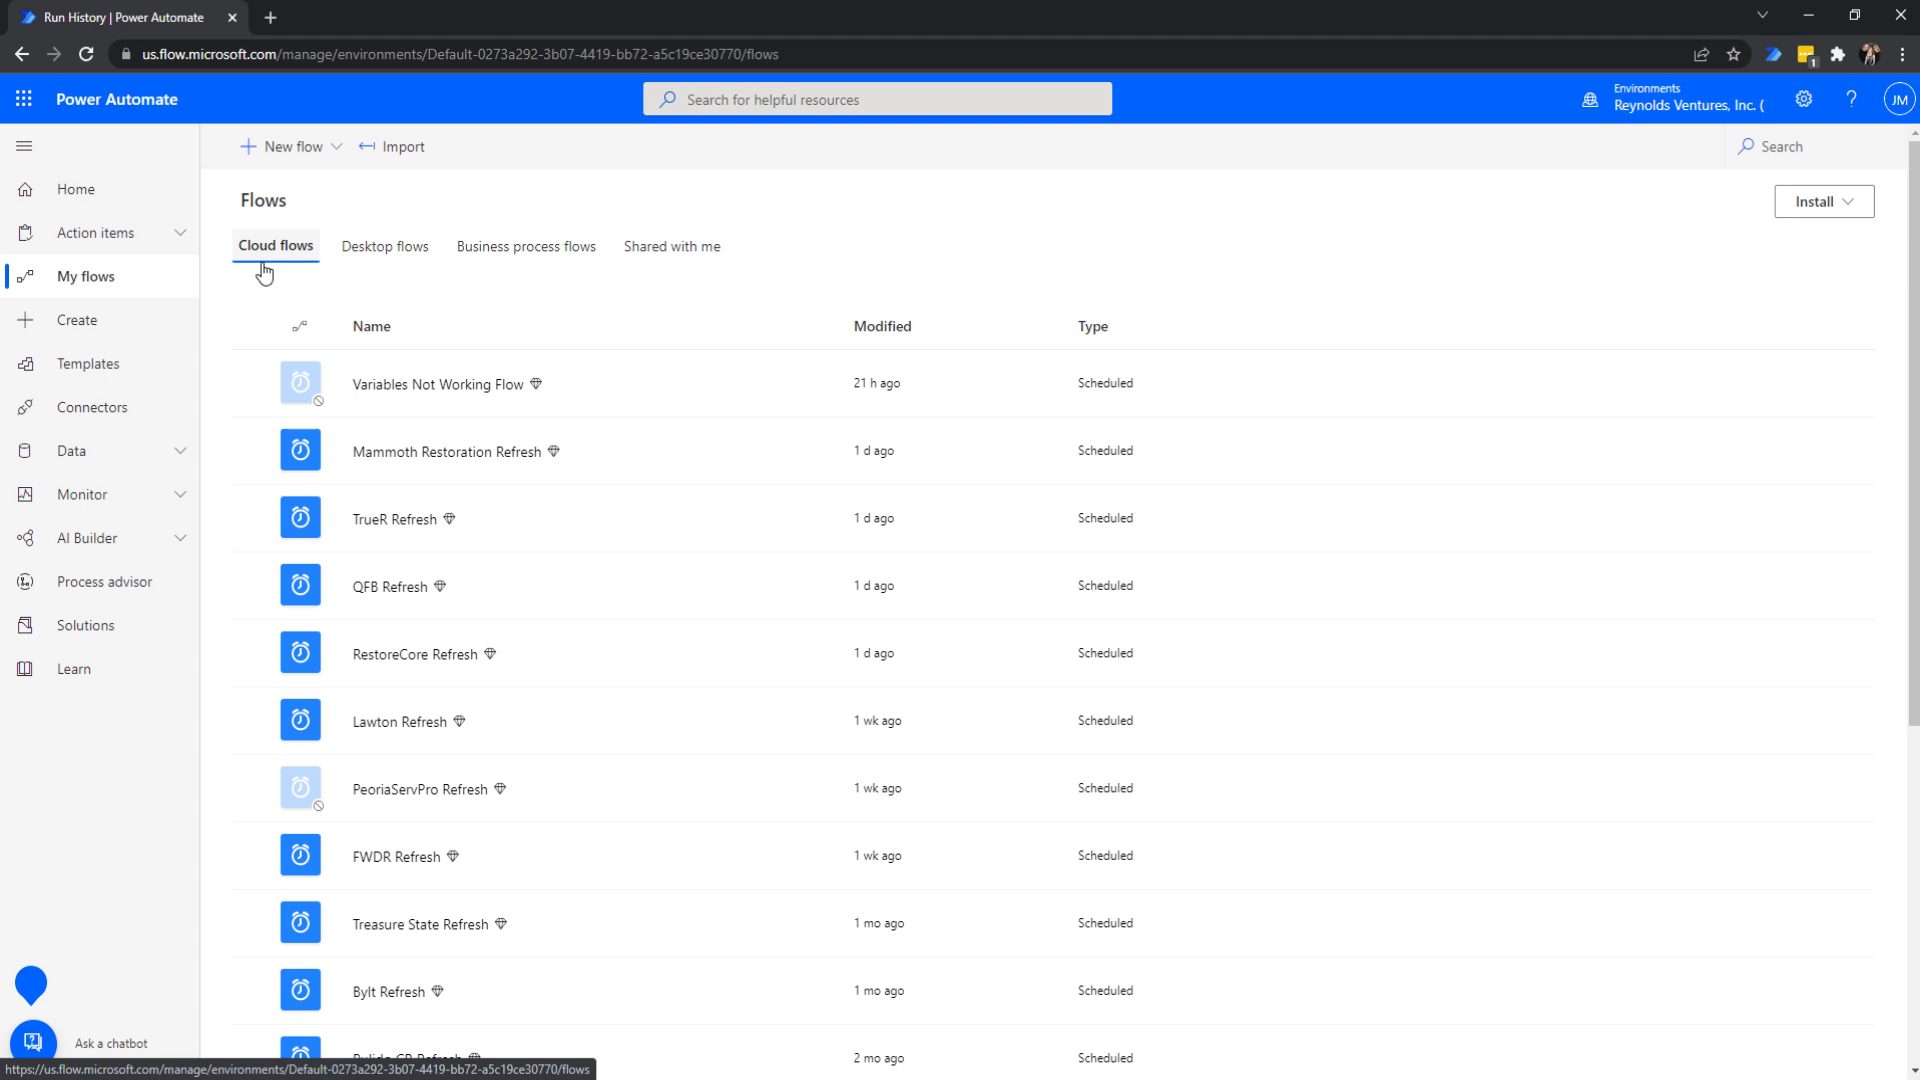 Run History | Power Automate
us.flow.microsoft.com/manage/environments/Default-0273a292-3b07-4419-bb72-a5c19ce30770/flows
1
Power Automate
Search for helpful resources
Environments
Reynolds Ventures, Inc. (
?
JM
New flow
Import
Search
Home
Action items
My flows
Create
Templates
Connectors
Data
Monitor
AI Builder
Process advisor
Solutions
Learn
Ask a chatbot
Flows
Install
Cloud flows
Desktop flows
Business process flows
Shared with me
Name Modified Type
Variables Not Working Flow 21 h ago Scheduled
Mammoth Restoration Refresh 1 d ago Scheduled
TrueR Refresh 1 d ago Scheduled
QFB Refresh 1 d ago Scheduled
RestoreCore Refresh 1 d ago Scheduled
Lawton Refresh 1 wk ago Scheduled
PeoriaServPro Refresh 1 wk ago Scheduled
FWDR Refresh 1 wk ago Scheduled
Treasure State Refresh 1 mo ago Scheduled
ByIt Refresh 1 mo ago Scheduled
Refresh 2 mo ago Scheduled
https://us.flow.microsoft.com/manage/environments/Default-0273a292-3b07-4419-bb72-a5c19ce30770/flows